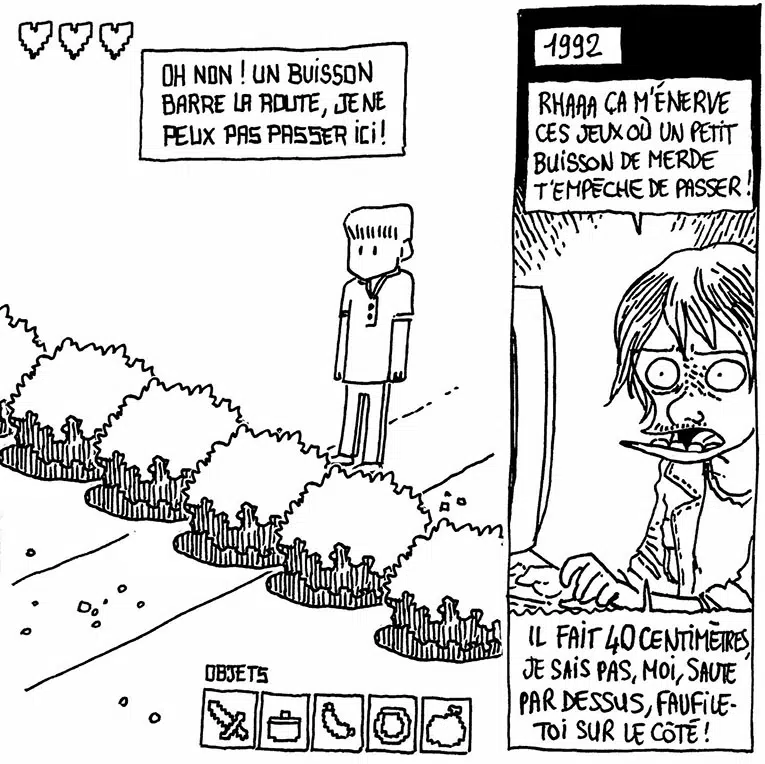 OH NON ! UN BUISSON
BARRE LA ROUTE, JE NE
PEUX PAS PASSER ICI !
OBJETS
1992
RHAAA ÇA M'ÉNERVE
CES JEUX OÙ UN PETIT
BUISSON DE MERDE
T'EMPÊCHE DE PASSER !
IL FAIT 40 CENTIMÈTRES,
JE SAIS PAS, MOI, SAUTE
PAR DESSUS, FAUFILE-
TOI SUR LE CÔTÉ !